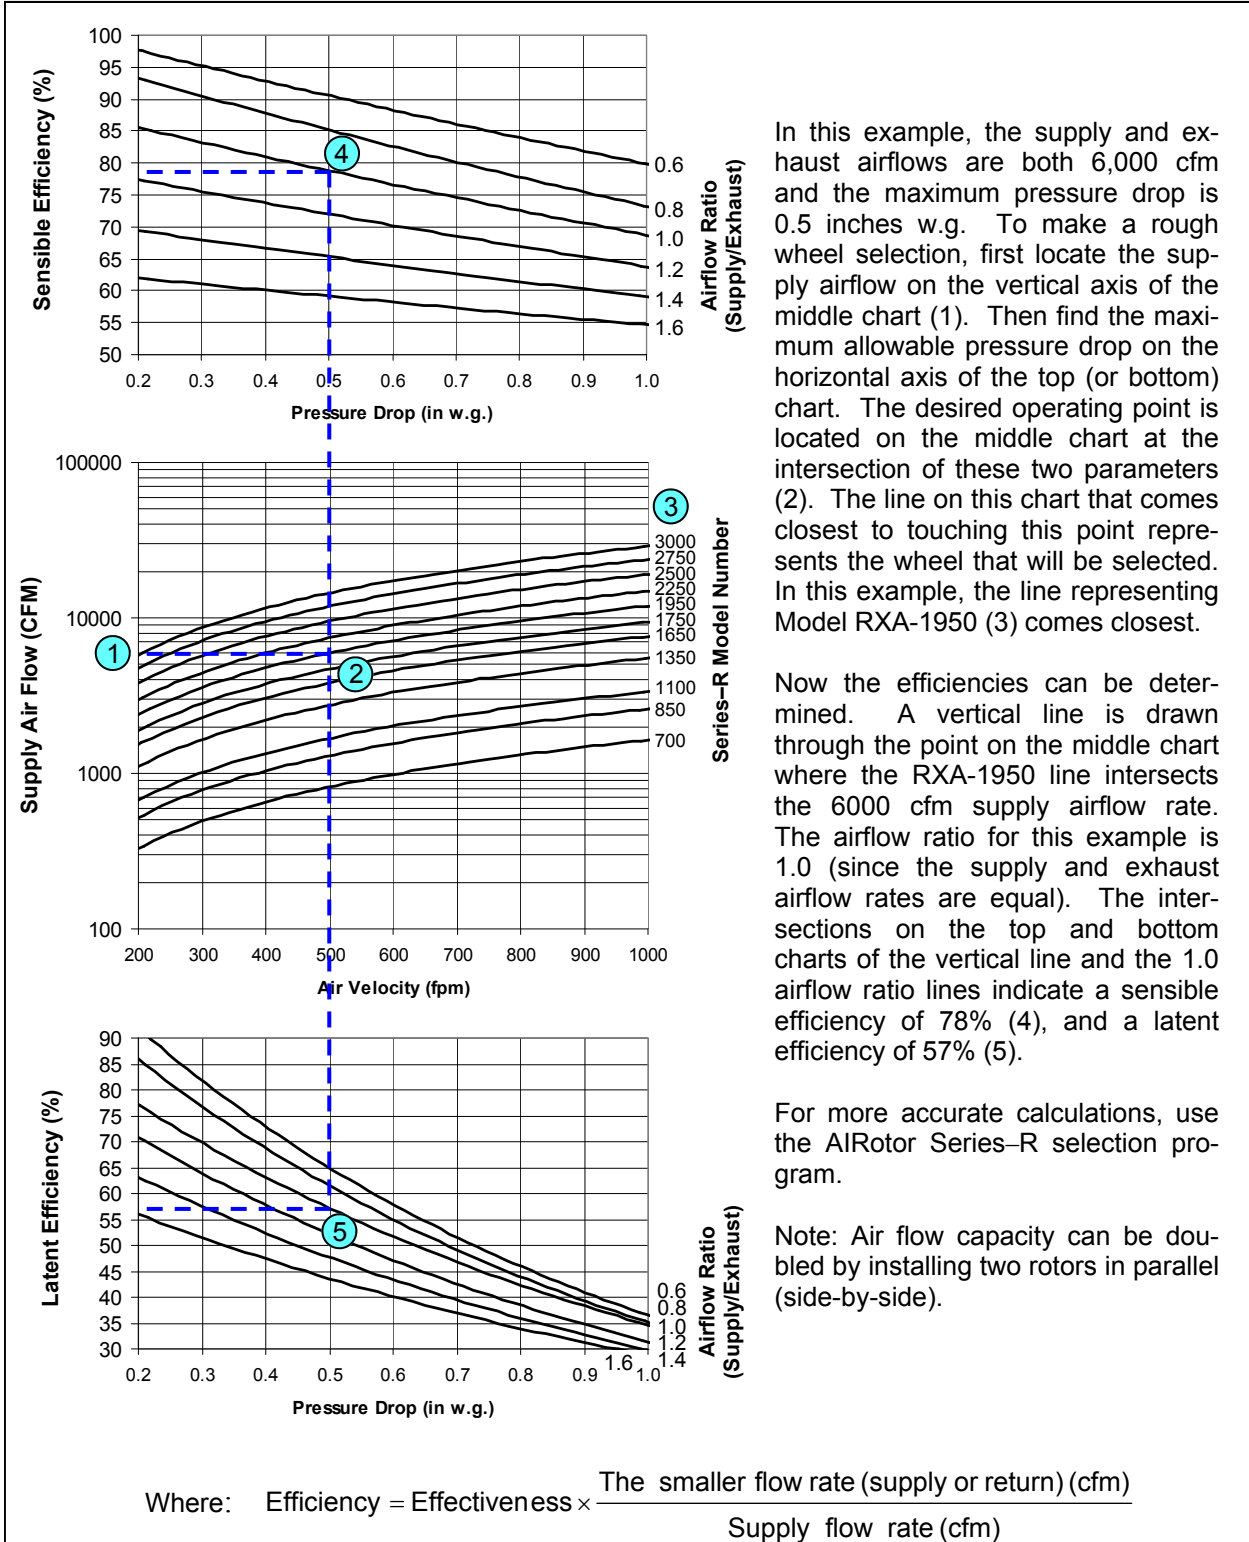 100
95
90
85
80
75
70
65
60
55
50
Sensible Efficiency (%)
4
0.6
0.8
1.0
1.2
1.4
1.6
Airflow Ratio
(Supply/Exhaust)
0.2 0.3 0.4 0.5 0.6 0.7 0.8 0.9 1.0
Pressure Drop (in w.g.)
100000
10000
1000
100
Supply Air Flow (CFM)
1
2
3
3000
2750
2500
2250
1950
1750
1650
1350
1100
850
700
Series–R Model Number
200 300 400 500 600 700 800 900 1000
Air Velocity (fpm)
90
85
80
75
70
65
60
55
50
45
40
35
30
Latent Efficiency (%)
5
0.6
0.8
1.0
1.2
1.4
1.6
Airflow Ratio
(Supply/Exhaust)
0.2 0.3 0.4 0.5 0.6 0.7 0.8 0.9 1.0
Pressure Drop (in w.g.)
In this example, the supply and ex-
haust airflows are both 6,000 cfm
and the maximum pressure drop is
0.5 inches w.g. To make a rough
wheel selection, first locate the sup-
ply airflow on the vertical axis of the
middle chart (1). Then find the maxi-
mum allowable pressure drop on the
horizontal axis of the top (or bottom)
chart. The desired operating point is
located on the middle chart at the
intersection of these two parameters
(2). The line on this chart that comes
closest to touching this point repre-
sents the wheel that will be selected.
In this example, the line representing
Model RXA-1950 (3) comes closest.
Now the efficiencies can be deter-
mined. A vertical line is drawn
through the point on the middle chart
where the RXA-1950 line intersects
the 6000 cfm supply airflow rate.
The airflow ratio for this example is
1.0 (since the supply and exhaust
airflow rates are equal). The inter-
sections on the top and bottom
charts of the vertical line and the 1.0
airflow ratio lines indicate a sensible
efficiency of 78% (4), and a latent
efficiency of 57% (5).
For more accurate calculations, use
the AIRotor Series–R selection pro-
gram.
Note: Air flow capacity can be dou-
bled by installing two rotors in parallel
(side-by-side).
Where: Efficiency = Effectiveness × The smaller flow rate (supply or return) (cfm)
Supply flow rate (cfm)